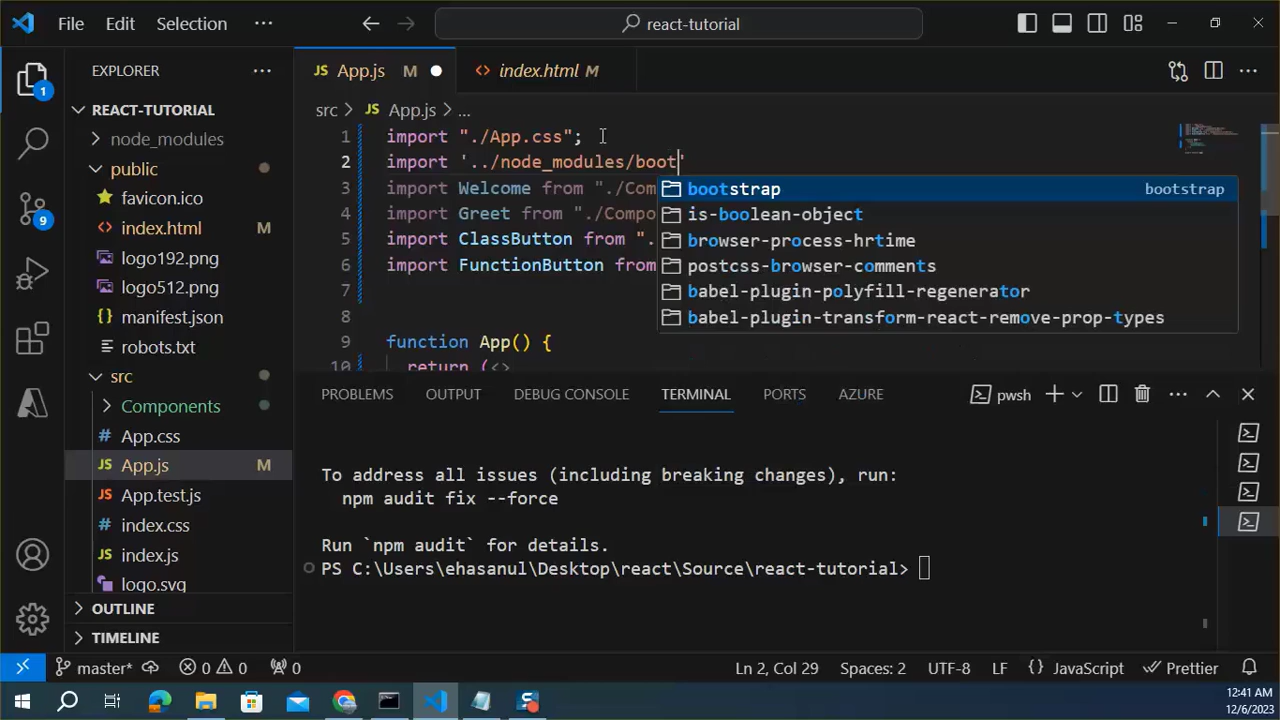 File Edit Selection ··· react-tutorial
EXPLORER ···
App.js M
index.html M
REACT-TUTORIAL
node_modules
public
favicon.ico
index.html M
logo192.png
logo512.png
manifest.json
robots.txt
src
Components
App.css
App.js M
App.test.js
index.css
index.js
logo.svg
OUTLINE
TIMELINE
1
209
src > JS App.js > ...
1 import "./App.css";
2 import '../node_modules/boot'
3 import Welcome from "./Com
4 import Greet from "./Compo
5 import ClassButton from ".
6 import FunctionButton from
7
8
9 function App() {
10 return (<>
bootstrap bootstrap
is-boolean-object
browser-process-hrtime
postcss-browser-comments
babel-plugin-polyfill-regenerator
babel-plugin-transform-react-remove-prop-types
PROBLEMS OUTPUT DEBUG CONSOLE TERMINAL PORTS AZURE pwsh
To address all issues (including breaking changes), run:
npm audit fix --force
Run `npm audit` for details.
PS C:\Users\ehasanul\Desktop\react\Source\react-tutorial>
master* 0 0 0 Ln 2, Col 29 Spaces: 2 UTF-8 LF {} JavaScript Prettier
12:41 AM
12/6/2023